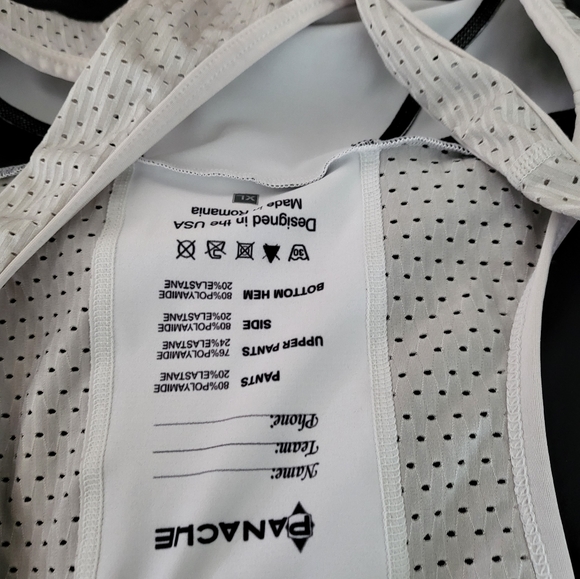 PANACHE
Name:
Team:
Phone:
PANTS
80%POLYAMIDE
20%ELASTANE
UPPER PANTS
76%POLYAMIDE
24%ELASTANE
SIDE
80%POLYAMIDE
20%ELASTANE
BOTTOM HEM
80%POLYAMIDE
20%ELASTANE
30
Designed in the USA
Made in Romania
XL